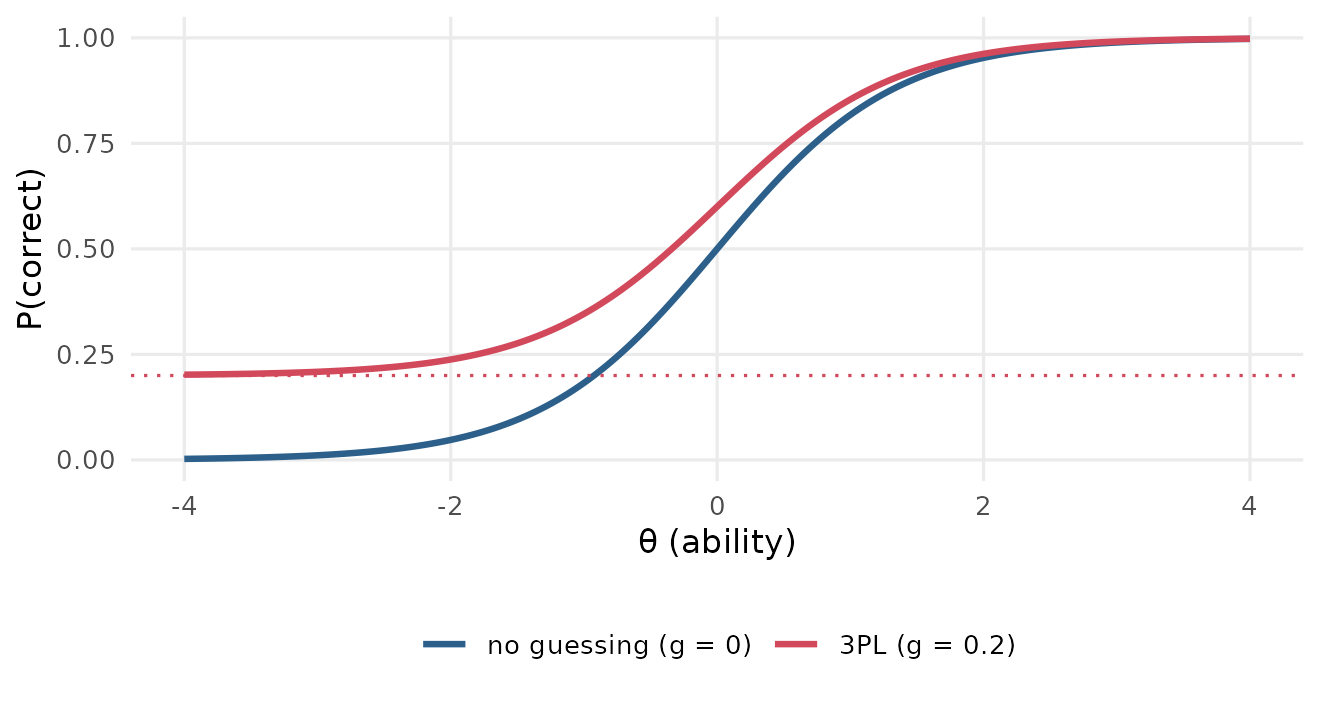 P(correct)
1.00
0.75
0.50
0.25
0.00
-4 -2 0 2 4
θ (ability)
no guessing (g = 0) 3PL (g = 0.2)